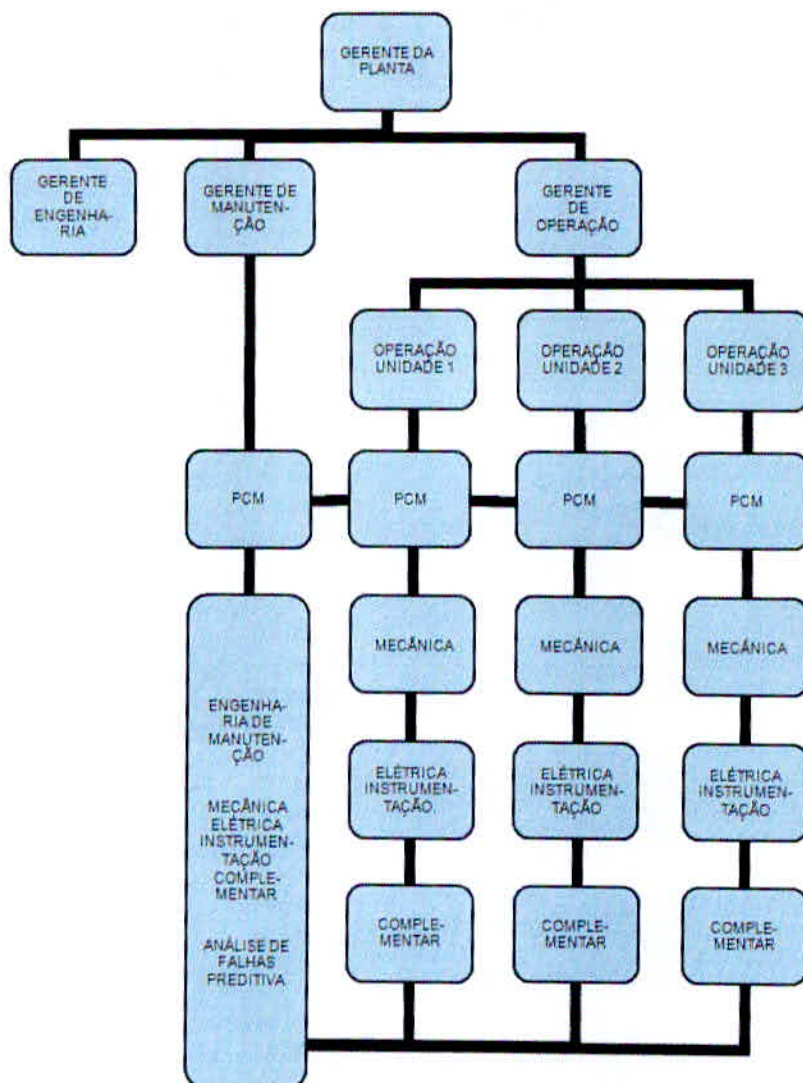 GERENTE DA
PLANTA
GERENTE
DE
ENGENHA-
RIA
GERENTE DE
MANUTEN-
ÇÃO
GERENTE
DE
OPERAÇÃO
OPERAÇÃO
UNIDADE 1
OPERAÇÃO
UNIDADE 2
OPERAÇÃO
UNIDADE 3
PCM
PCM
PCM
PCM
ENGENHA-
RIA DE
MANUTEN-
ÇÃO
MECÂNICA
ELÉTRICA
INSTRUMEN-
TAÇÃO
COMPLE-
MENTAR
ANÁLISE DE
FALHAS
PREDITIVA
MECÂNICA
MECÂNICA
MECÂNICA
ELÉTRICA
INSTRUMEN-
TAÇÃO.
ELÉTRICA
INSTRUMEN-
TAÇÃO
ELÉTRICA
INSTRUMEN-
TAÇÃO
COMPLE-
MENTAR
COMPLE-
MENTAR
COMPLE-
MENTAR